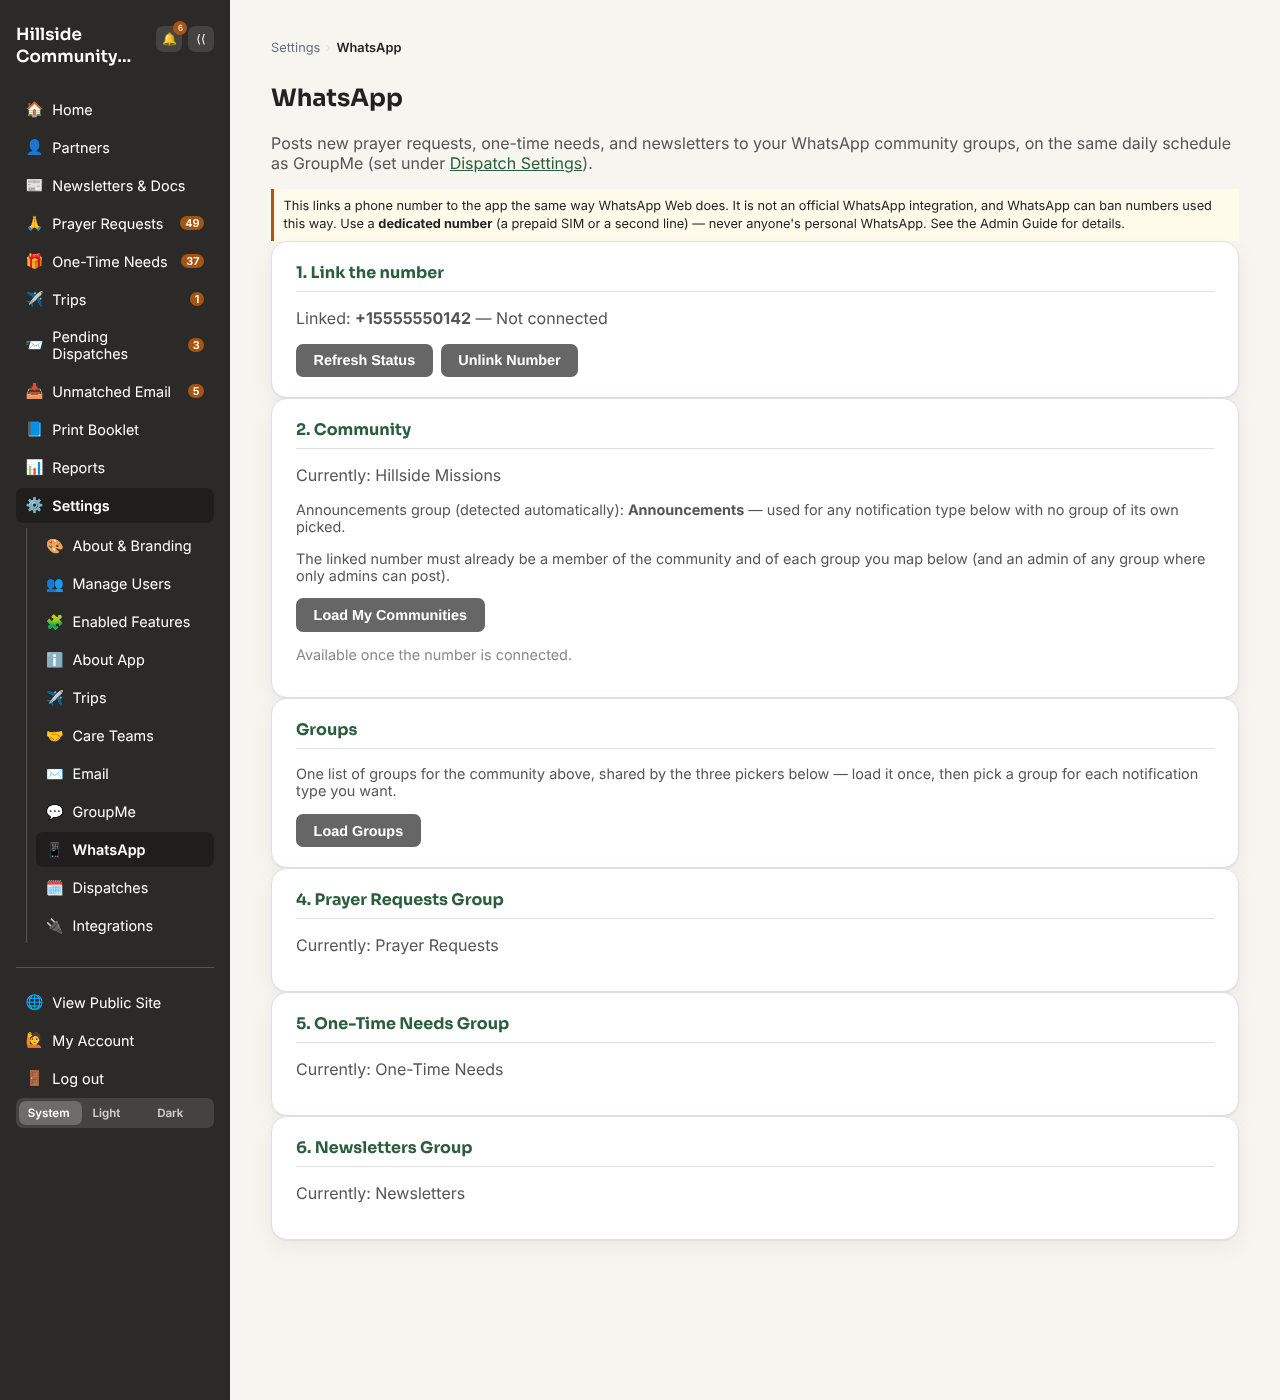 Hillside
Community...
6
⟨⟨
Home
Partners
Newsletters & Docs
Prayer Requests 49
One-Time Needs 37
Trips 1
Pending
Dispatches 3
Unmatched Email 5
Print Booklet
Reports
Settings
About & Branding
Manage Users
Enabled Features
About App
Trips
Care Teams
Email
GroupMe
WhatsApp
Dispatches
Integrations
View Public Site
My Account
Log out
System Light Dark
Settings › WhatsApp
WhatsApp
Posts new prayer requests, one-time needs, and newsletters to your WhatsApp community groups, on the same daily schedule
as GroupMe (set under Dispatch Settings).
This links a phone number to the app the same way WhatsApp Web does. It is not an official WhatsApp integration, and WhatsApp can ban numbers used
this way. Use a dedicated number (a prepaid SIM or a second line) — never anyone's personal WhatsApp. See the Admin Guide for details.
1. Link the number
Linked: +15555550142 — Not connected
Refresh Status Unlink Number
2. Community
Currently: Hillside Missions
Announcements group (detected automatically): Announcements — used for any notification type below with no group of its own
picked.
The linked number must already be a member of the community and of each group you map below (and an admin of any group where
only admins can post).
Load My Communities
Available once the number is connected.
Groups
One list of groups for the community above, shared by the three pickers below — load it once, then pick a group for each notification
type you want.
Load Groups
4. Prayer Requests Group
Currently: Prayer Requests
5. One-Time Needs Group
Currently: One-Time Needs
6. Newsletters Group
Currently: Newsletters